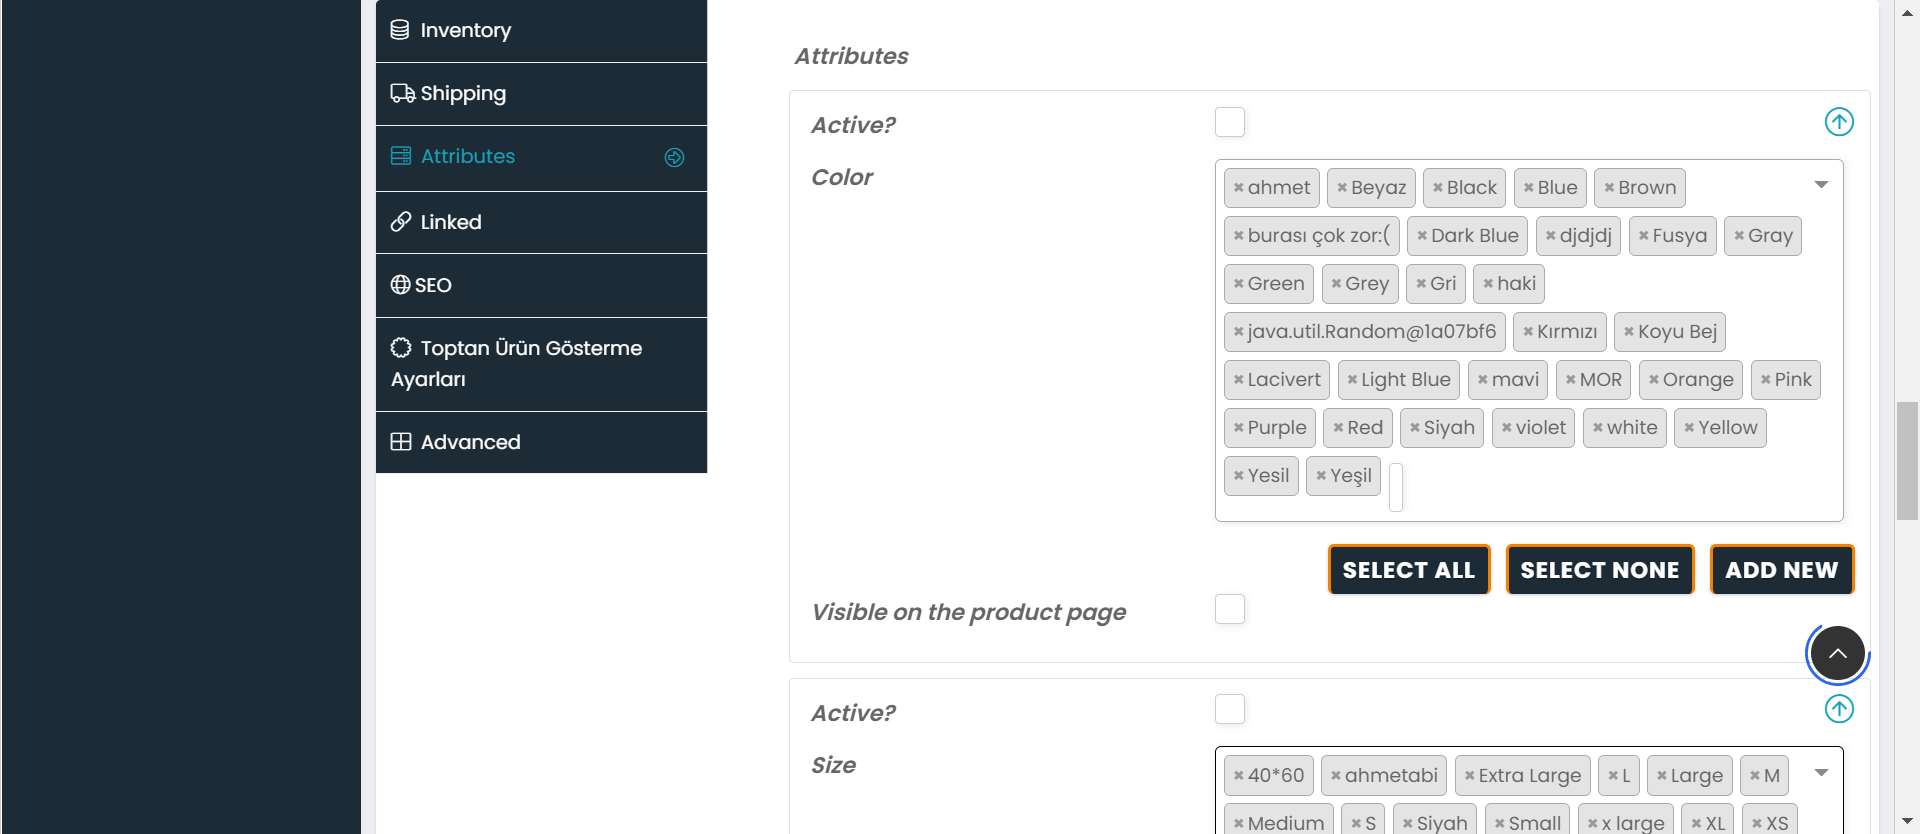 Inventory
Shipping
Attributes
Linked
SEO
Toptan Ürün Gösterme
Ayarları
Advanced
Attributes
Active?
Color
× ahmet × Beyaz × Black × Blue × Brown
× burası çok zor:( × Dark Blue × djdjdj × Fusya × Gray
× Green × Grey × Gri × haki
× java.util.Random@1a07bf6 × Kırmızı × Koyu Bej
× Lacivert × Light Blue × mavi × MOR × Orange × Pink
× Purple × Red × Siyah × violet × white × Yellow
× Yesil × Yeşil
SELECT ALL SELECT NONE ADD NEW
Visible on the product page
Active?
Size
× 40*60 × ahmetabi × Extra Large × L × Large × M
× Medium × S × Siyah × Small × x large × XL × XS